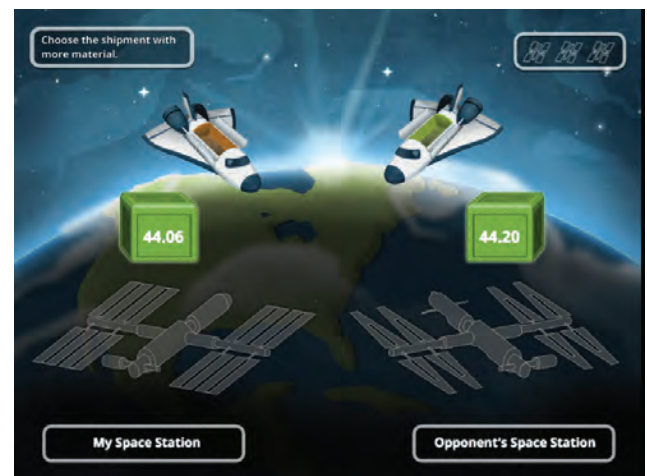 Choose the shipment with
more material.
44.06
44.20
My Space Station
Opponent's Space Station